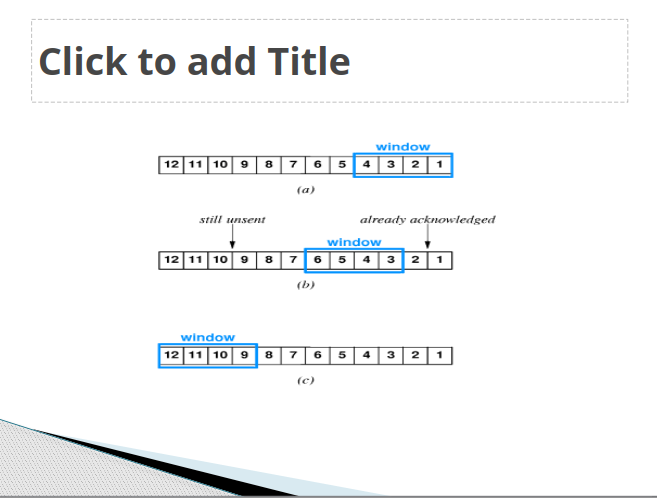 Click to add Title
window
12 11 10 9 8 7 6 5 4 3 2 1
(a)
still unsent already acknowledged
window
12 11 10 9 8 7 6 5 4 3 2 1
(b)
window
12 11 10 9 8 7 6 5 4 3 2 1
(c)